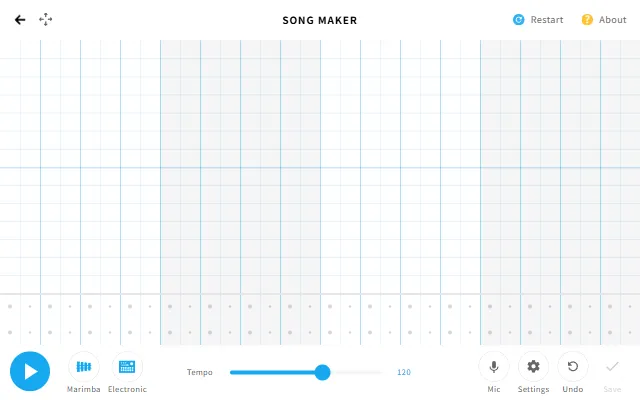 SONG MAKER
Restart
About
Marimba
Electronic
Tempo
120
Mic
Settings
Undo
Save